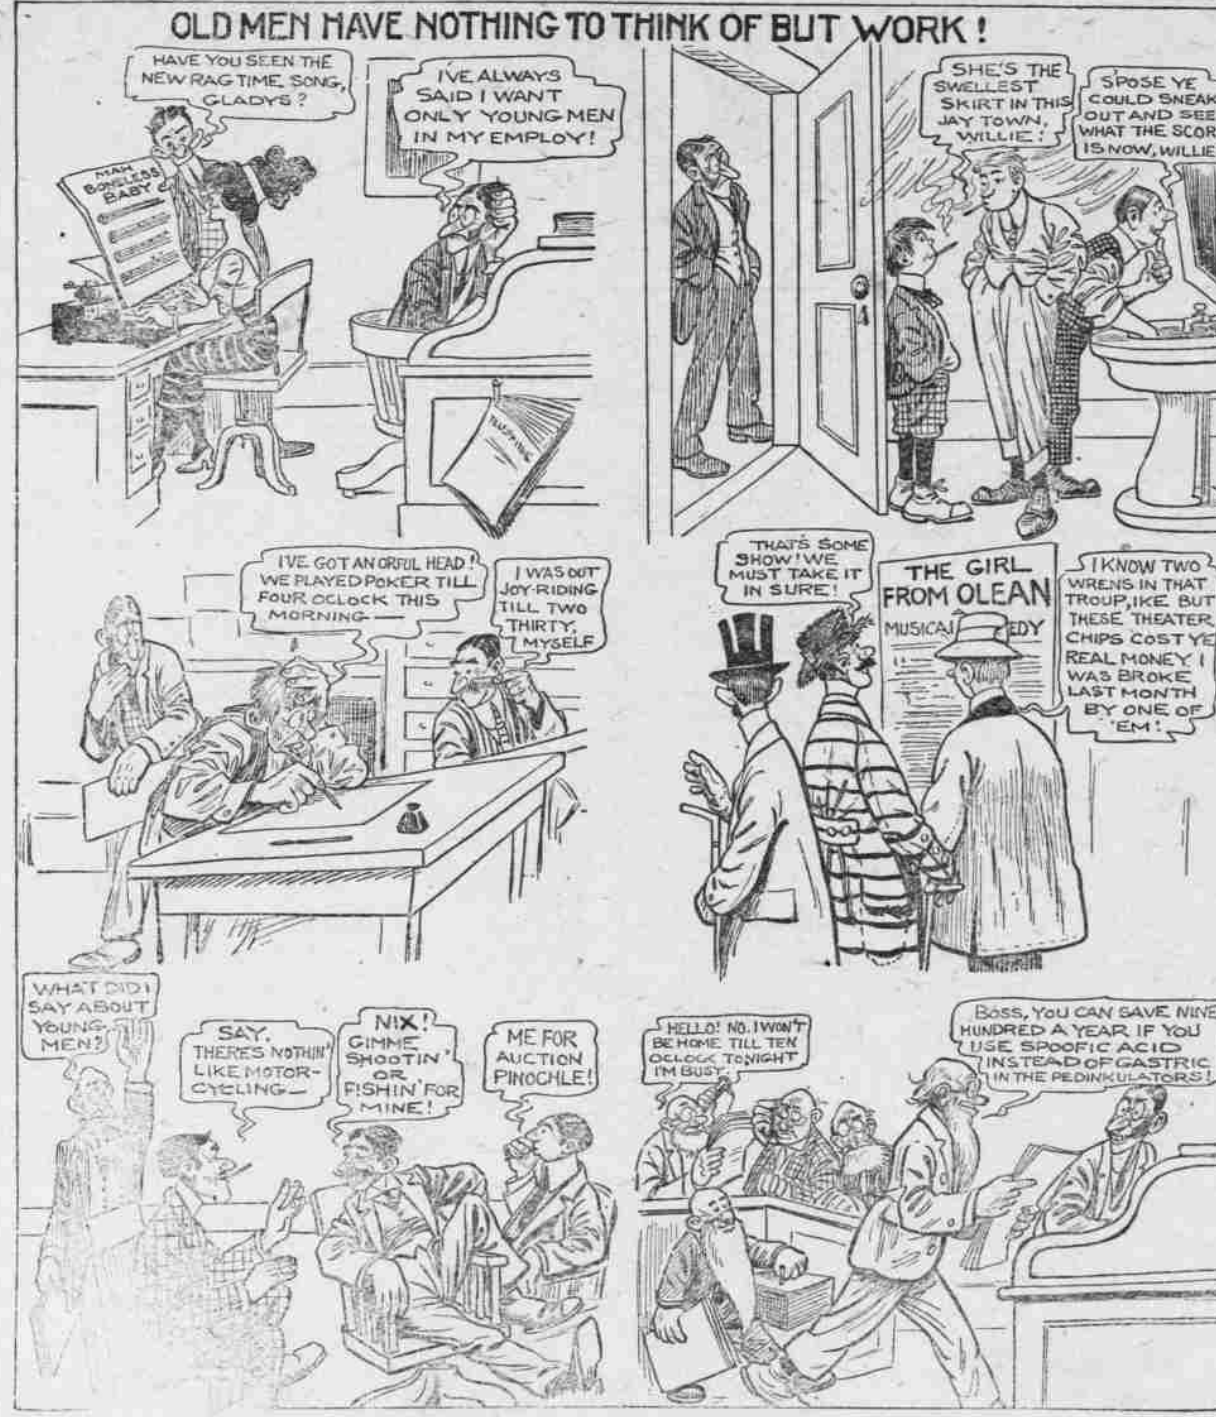 OLD MEN HAVE NOTHING TO THINK OF BUT WORK!
HAVE YOU SEEN THE
NEW RAG TIME SONG,
GLADYS?
I'VE ALWAYS
SAID I WANT
ONLY YOUNG MEN
IN MY EMPLOY!
MAH
BONELESS
BABY
SHE'S THE
SWELLEST
SKIRT IN THIS
JAY TOWN,
WILLIE!
S'POSE YE
COULD SNEAK
OUT AND SEE
WHAT THE SCOR
IS NOW, WILLIE
I'VE GOT AN ORFUL HEAD!
WE PLAYED POKER TILL
FOUR OCLOCK THIS
MORNING—
I WAS OUT
JOY-RIDING
TILL TWO
THIRTY,
MYSELF
THAT'S SOME
SHOW! WE
MUST TAKE IT
IN SURE!
THE GIRL
FROM OLEAN
MUSICAL EDY
I KNOW TWO
WRENS IN THAT
TROUP, IKE BUT
THESE THEATER
CHIPS COST YE
REAL MONEY. I
WAS BROKE
LAST MONTH
BY ONE OF
'EM!
WHAT DID I
SAY ABOUT
YOUNG
MEN?
SAY,
THERES NOTHIN'
LIKE MOTOR-
CYCLING—
NIX!
GIMME
SHOOTIN'
OR
FISHIN' FOR
MINE!
ME FOR
AUCTION
PINOCHLE!
HELLO! NO. I WON'T
BE HOME TILL TEN
OCLOCK TONIGHT
I'M BUSY.
BOSS, YOU CAN SAVE NINE
HUNDRED A YEAR IF YOU
USE SPOOFIC ACID
INSTEAD OF GASTRIC
IN THE PEDINKULATORS!